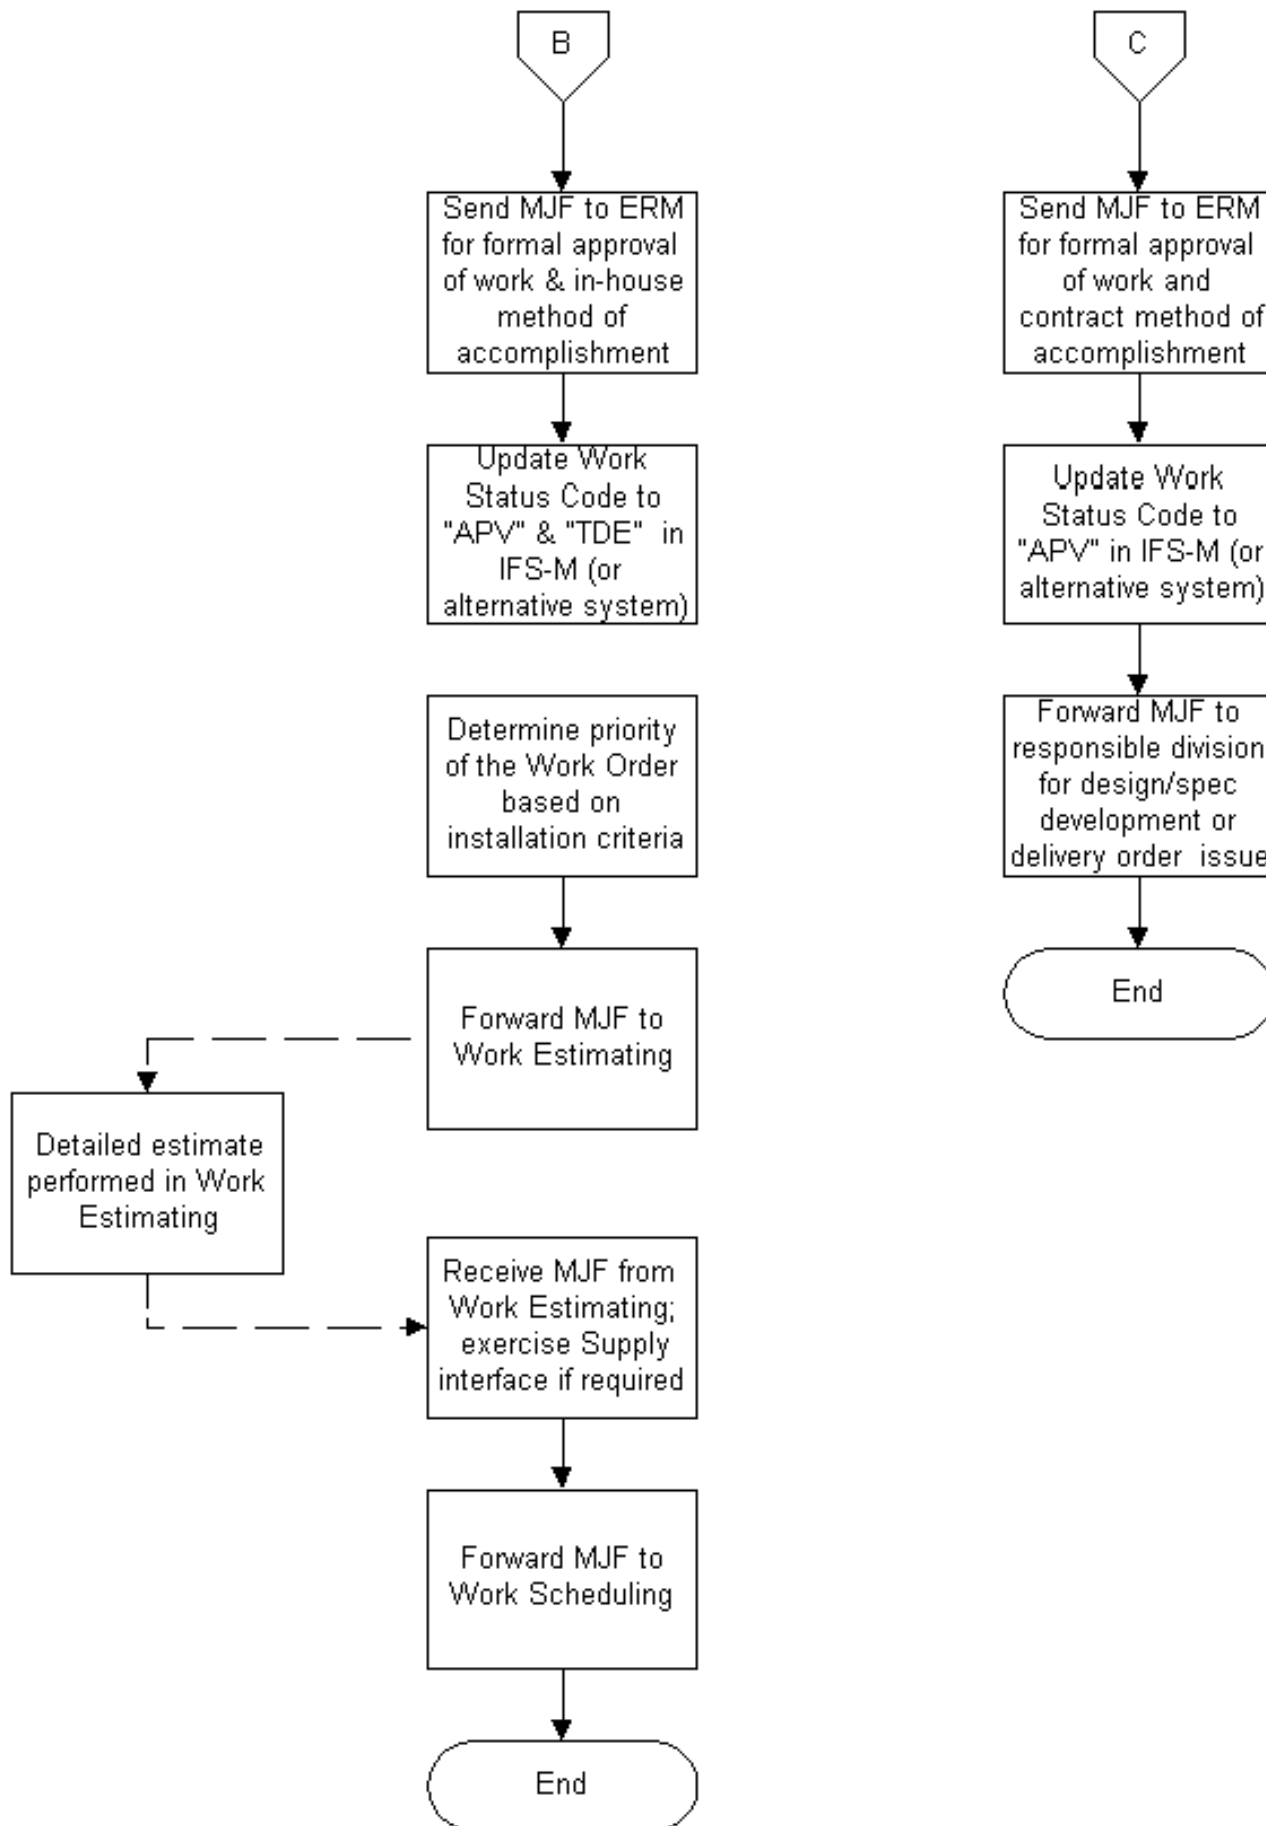 B
Send MJF to ERM
for formal approval
of work & in-house
method of
accomplishment
Update Work
Status Code to
"APV" & "TDE" in
IFS-M (or
alternative system)
Determine priority
of the Work Order
based on
installation criteria
Forward MJF to
Work Estimating
Detailed estimate
performed in Work
Estimating
Receive MJF from
Work Estimating;
exercise Supply
interface if required
Forward MJF to
Work Scheduling
End
C
Send MJF to ERM
for formal approval
of work and
contract method of
accomplishment
Update Work
Status Code to
"APV" in IFS-M (or
alternative system)
Forward MJF to
responsible division
for design/spec
development or
delivery order issue
End